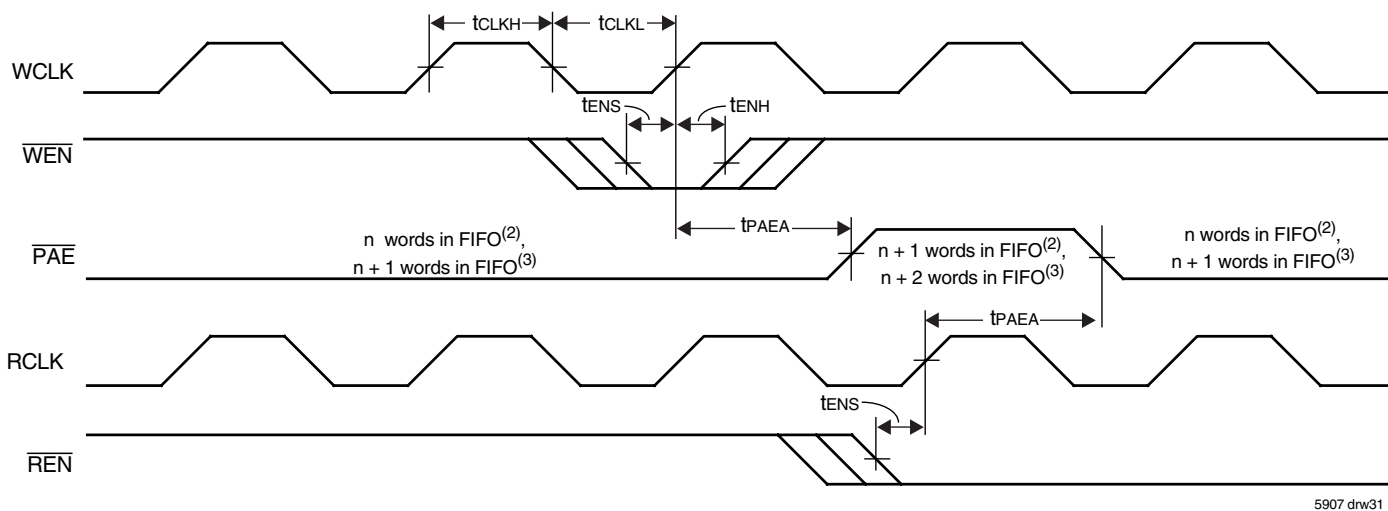 tCLKH
tCLKL
WCLK
tENS
tENH
WEN
tPAEA
PAE
n words in FIFO(2),
n + 1 words in FIFO(3)
n + 1 words in FIFO(2),
n + 2 words in FIFO(3)
n words in FIFO(2),
n + 1 words in FIFO(3)
tPAEA
RCLK
tENS
REN
5907 drw31